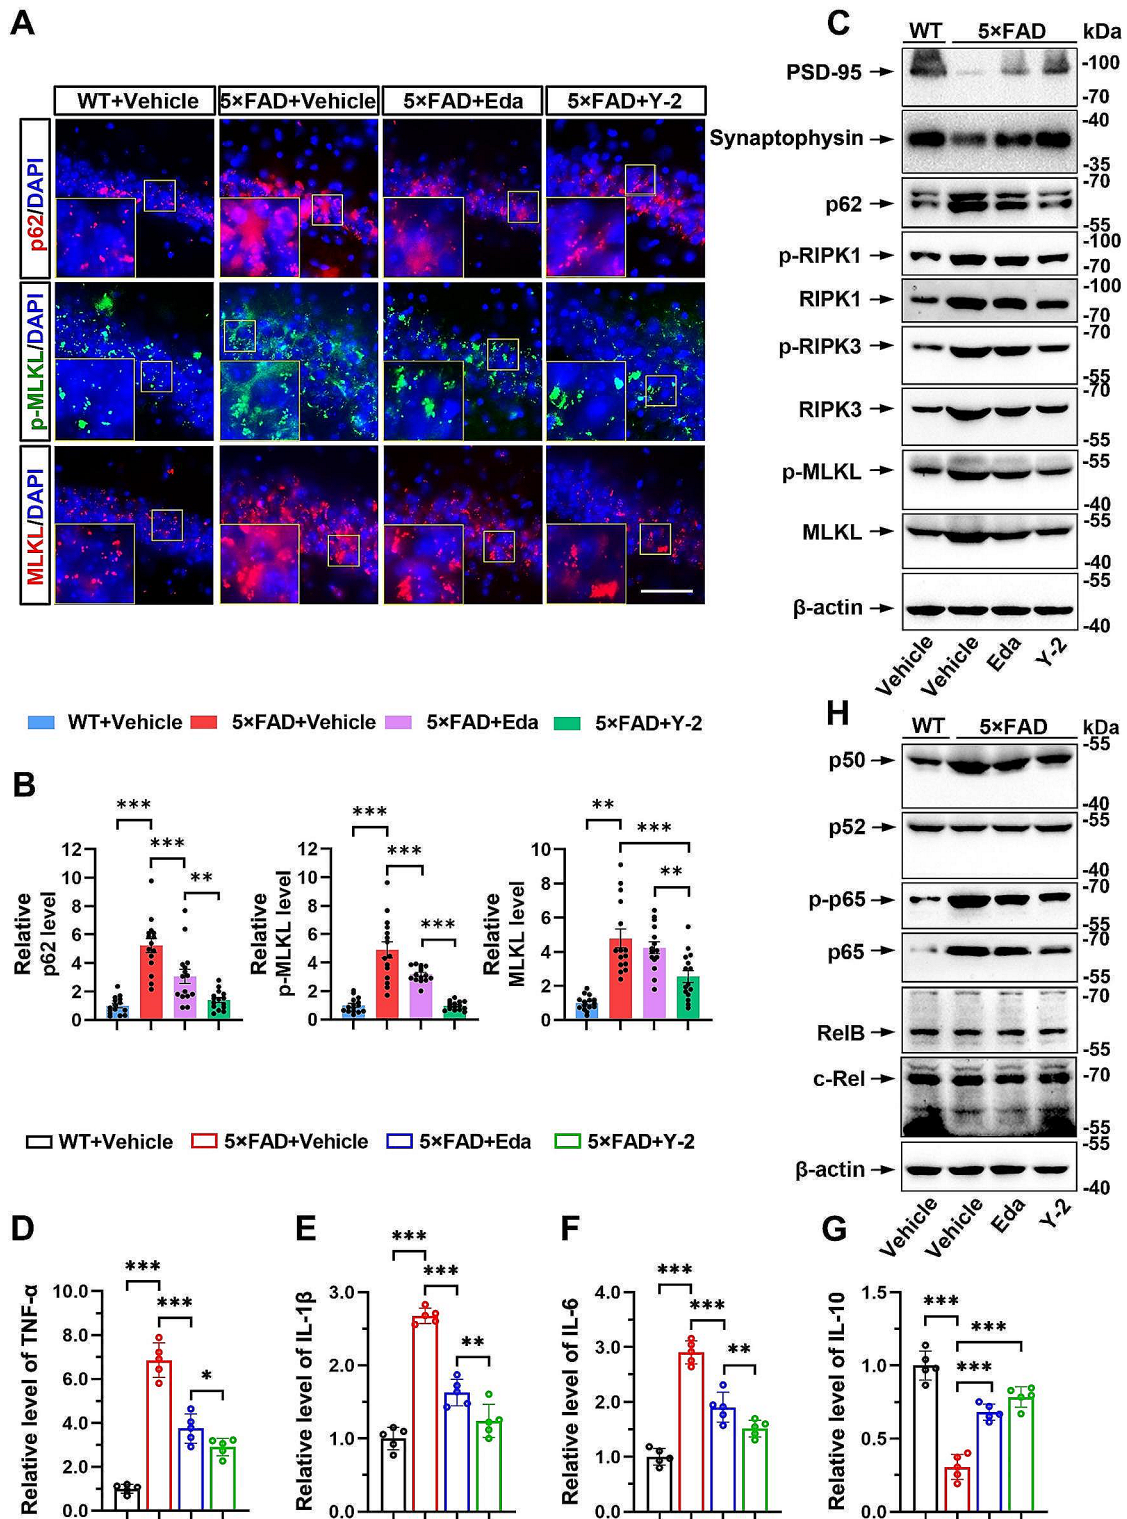 A
WT+Vehicle 5×FAD+Vehicle 5×FAD+Eda 5×FAD+Y-2
p62/DAPI
p-MLKL/DAPI
MLKL/DAPI
WT+Vehicle 5×FAD+Vehicle 5×FAD+Eda 5×FAD+Y-2
B
Relative p62 level
12
10
8
6
4
2
0
*** *** **
Relative p-MLKL level
12
10
8
6
4
2
0
*** *** ***
Relative MLKL level
10
8
6
4
2
0
** *** **
C
WT 5×FAD kDa
PSD-95 -100
-70
Synaptophysin -40
-35
p62 -70
-55
p-RIPK1 -100
-70
RIPK1 -100
-70
p-RIPK3 -70
-55
RIPK3 -70
-55
p-MLKL -55
-40
MLKL -55
-40
β-actin -55
-40
Vehicle Vehicle Eda Y-2
H
WT 5×FAD kDa
p50 -55
-40
p52 -55
-40
p-p65 -70
-55
p65 -70
-55
RelB -70
-55
c-Rel -70
-55
β-actin -55
-40
Vehicle Vehicle Eda Y-2
WT+Vehicle 5×FAD+Vehicle 5×FAD+Eda 5×FAD+Y-2
D
Relative level of TNF-α
10.0
8.0
6.0
4.0
2.0
0.0
*** *** *
E
Relative level of IL-1β
3.0
2.0
1.0
0.0
*** *** **
F
Relative level of IL-6
4.0
3.0
2.0
1.0
0.0
*** *** **
G
Relative level of IL-10
1.5
1.0
0.5
0.0
*** *** ***